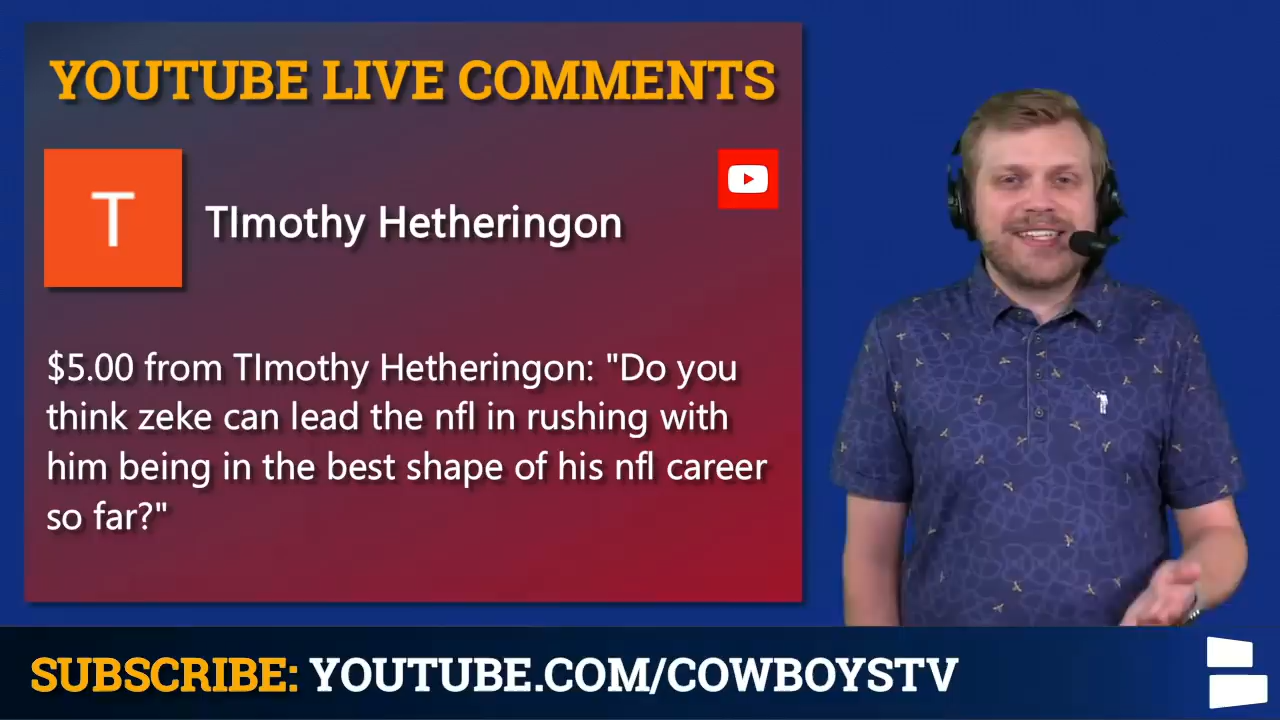 YOUTUBE LIVE COMMENTS
T
TImothy Hetheringon
$5.00 from TImothy Hetheringon: "Do you
think zeke can lead the nfl in rushing with
him being in the best shape of his nfl career
so far?"
SUBSCRIBE: YOUTUBE.COM/COWBOYSTV